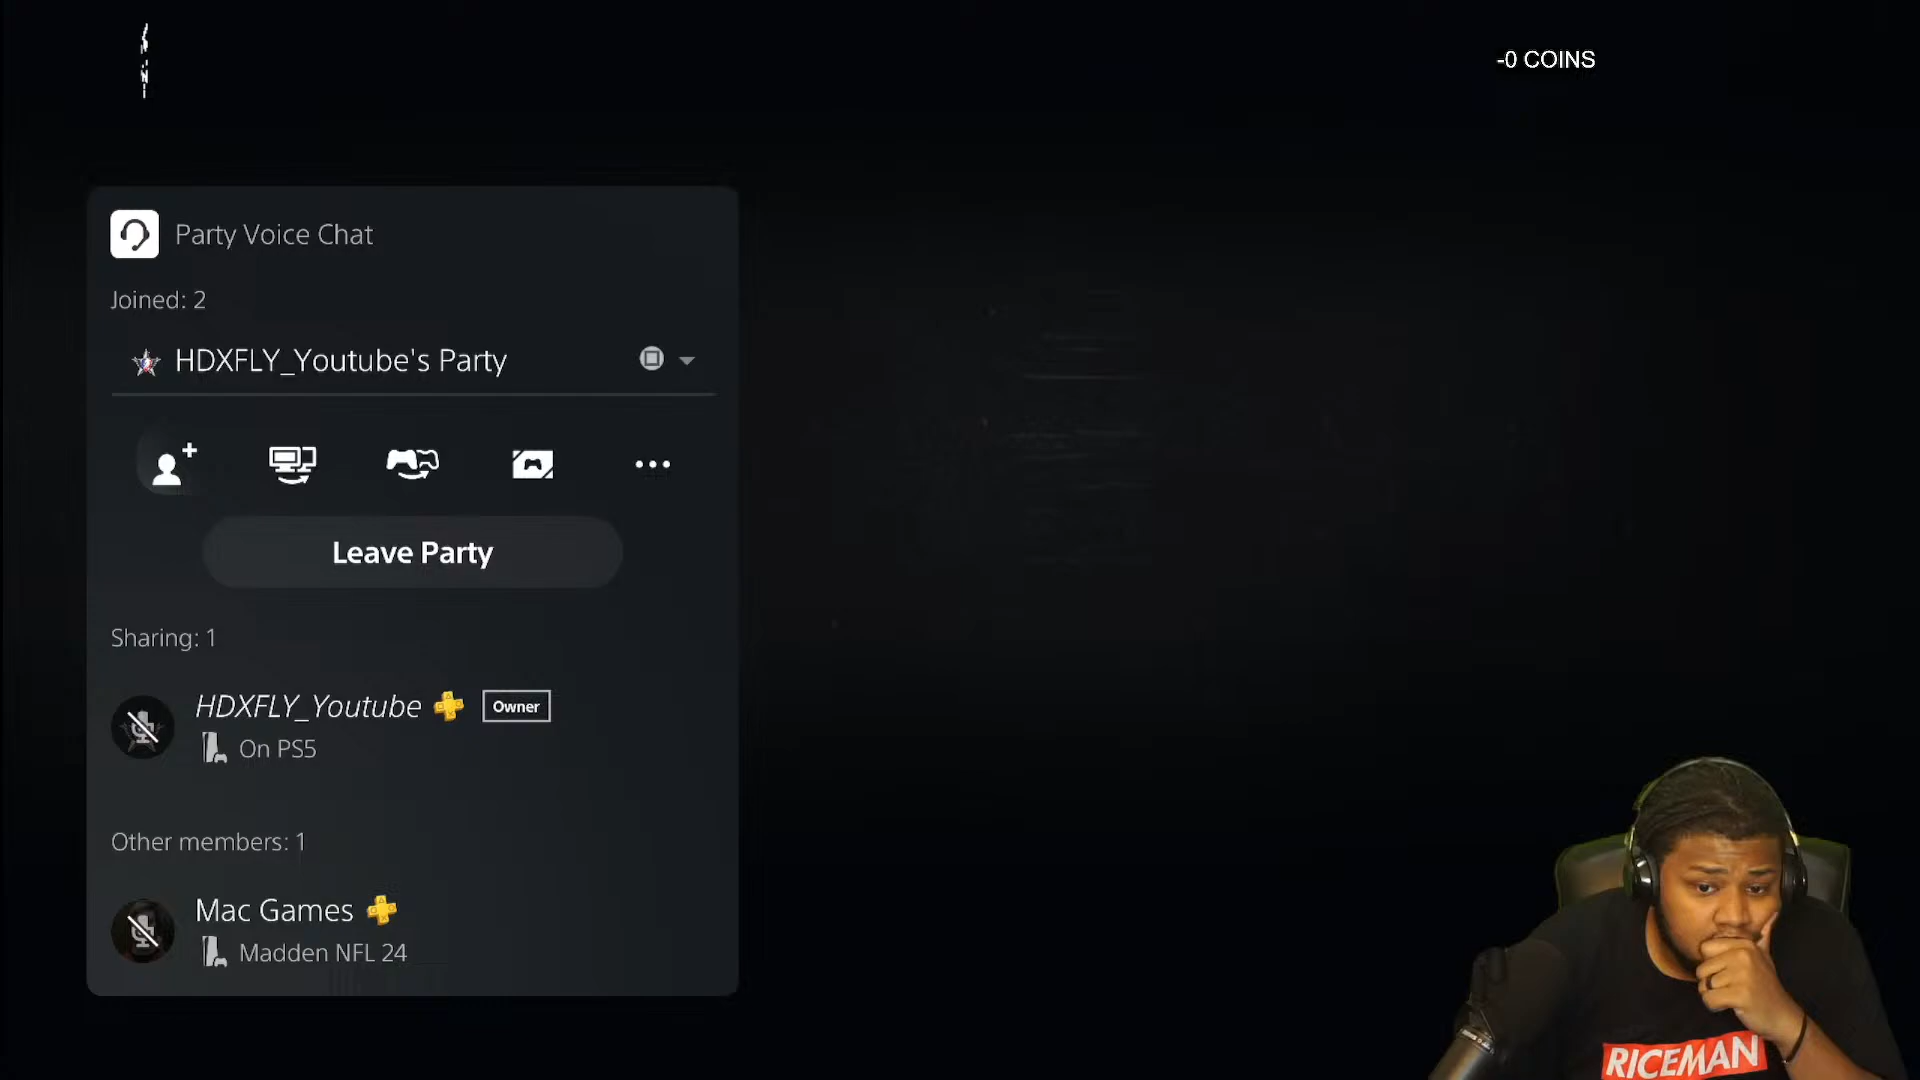 -0 COINS
Party Voice Chat
Joined: 2
HDXFLY_Youtube's Party
Leave Party
Sharing: 1
HDXFLY_Youtube Owner
On PS5
Other members: 1
Mac Games
Madden NFL 24
RICEMAN